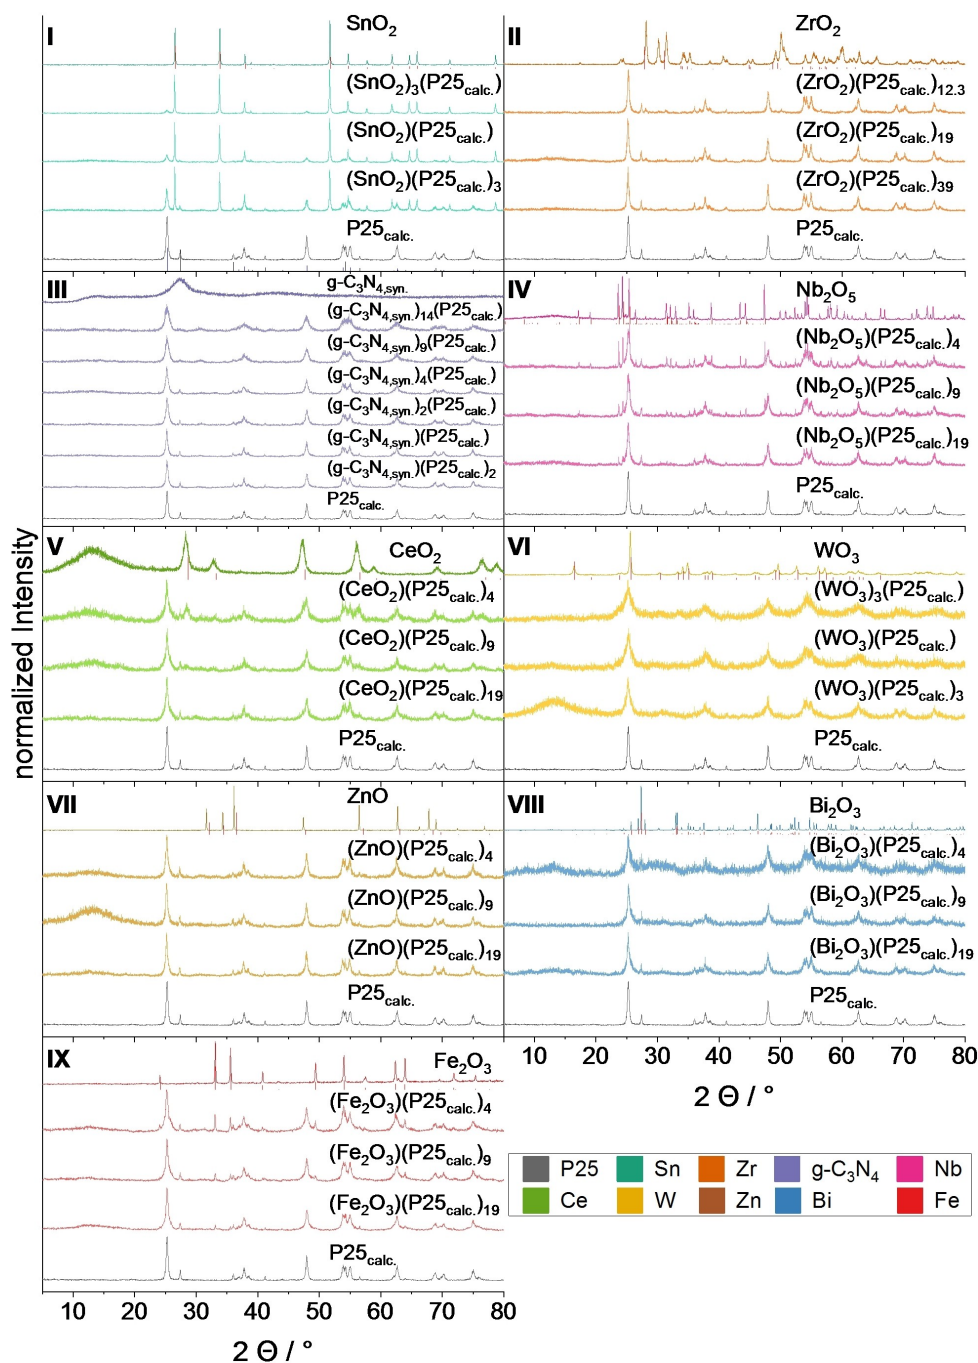 I
SnO₂
(SnO₂)₃(P25calc.)
(SnO₂)(P25calc.)
(SnO₂)(P25calc.)₃
P25calc.
II
ZrO₂
(ZrO₂)(P25calc.)12.3
(ZrO₂)(P25calc.)19
(ZrO₂)(P25calc.)39
P25calc.
III
g-C₃N₄,syn.
(g-C₃N₄,syn.)14(P25calc.)
(g-C₃N₄,syn.)9(P25calc.)
(g-C₃N₄,syn.)4(P25calc.)
(g-C₃N₄,syn.)2(P25calc.)
(g-C₃N₄,syn.)(P25calc.)
(g-C₃N₄,syn.)(P25calc.)2
P25calc.
IV
Nb₂O₅
(Nb₂O₅)(P25calc.)4
(Nb₂O₅)(P25calc.)9
(Nb₂O₅)(P25calc.)19
P25calc.
V
CeO₂
(CeO₂)(P25calc.)4
(CeO₂)(P25calc.)9
(CeO₂)(P25calc.)19
P25calc.
VI
WO₃
(WO₃)₃(P25calc.)
(WO₃)(P25calc.)
(WO₃)(P25calc.)3
P25calc.
VII
ZnO
(ZnO)(P25calc.)4
(ZnO)(P25calc.)9
(ZnO)(P25calc.)19
P25calc.
VIII
Bi₂O₃
(Bi₂O₃)(P25calc.)4
(Bi₂O₃)(P25calc.)9
(Bi₂O₃)(P25calc.)19
P25calc.
10 20 30 40 50 60 70 80
2 Θ / °
IX
Fe₂O₃
(Fe₂O₃)(P25calc.)4
(Fe₂O₃)(P25calc.)9
(Fe₂O₃)(P25calc.)19
P25calc.
10 20 30 40 50 60 70 80
2 Θ / °
normalized Intensity
P25 Sn Zr g-C₃N₄ Nb
Ce W Zn Bi Fe